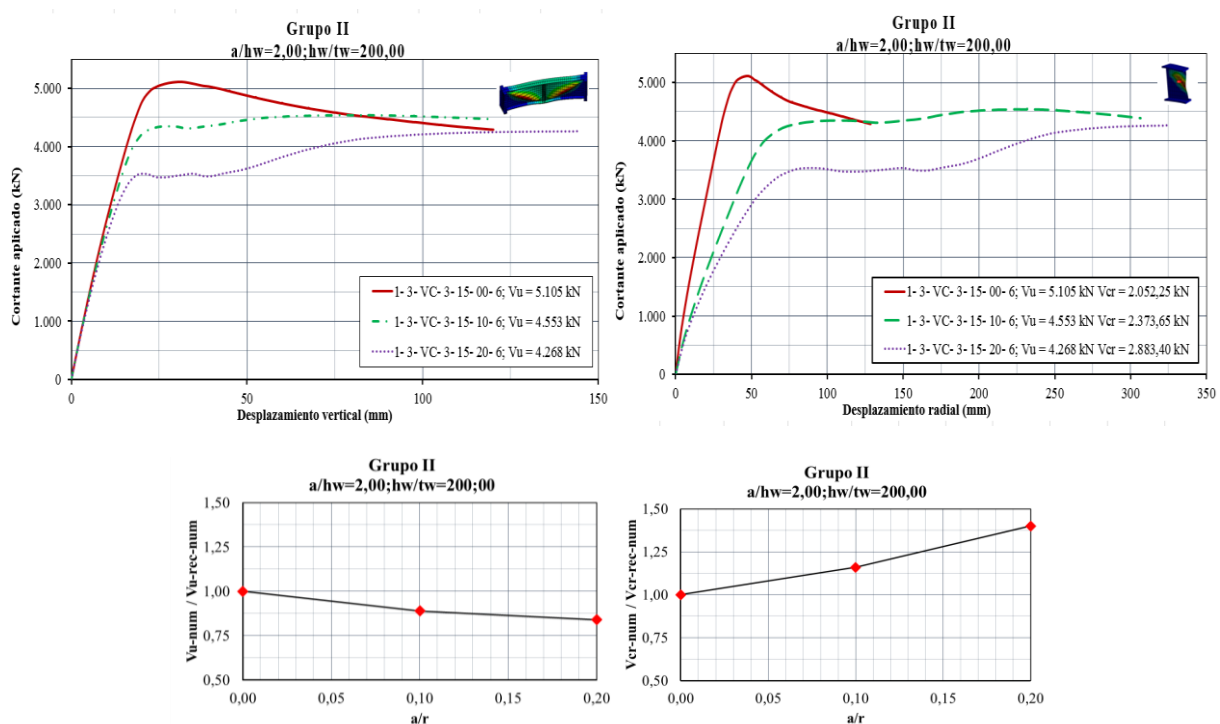 Grupo II
a/hw=2,00;hw/tw=200,00
Cortante aplicado (kN)
5.000
4.000
3.000
2.000
1.000
0
1- 3- VC- 3- 15- 00- 6; Vu = 5.105 kN
1- 3- VC- 3- 15- 10- 6; Vu = 4.553 kN
1- 3- VC- 3- 15- 20- 6; Vu = 4.268 kN
0 50 100 150
Desplazamiento vertical (mm)
Grupo II
a/hw=2,00;hw/tw=200,00
Cortante aplicado (kN)
5.000
4.000
3.000
2.000
1.000
0
1- 3- VC- 3- 15- 00- 6; Vu = 5.105 kN Vcr = 2.052,25 kN
1- 3- VC- 3- 15- 10- 6; Vu = 4.553 kN Vcr = 2.373,65 kN
1- 3- VC- 3- 15- 20- 6; Vu = 4.268 kN Vcr = 2.883,40 kN
0 50 100 150 200 250 300 350
Desplazamiento radial (mm)
Grupo II
a/hw=2,00;hw/tw=200;00
Vu-num / Vu-rec-num
1,50
1,25
1,00
0,75
0,50
0,00 0,05 0,10 0,15 0,20
a/r
Grupo II
a/hw=2,00;hw/tw=200,00
Vcr-num / Vcr-rec-num
1,50
1,25
1,00
0,75
0,50
0,00 0,05 0,10 0,15 0,20
a/r